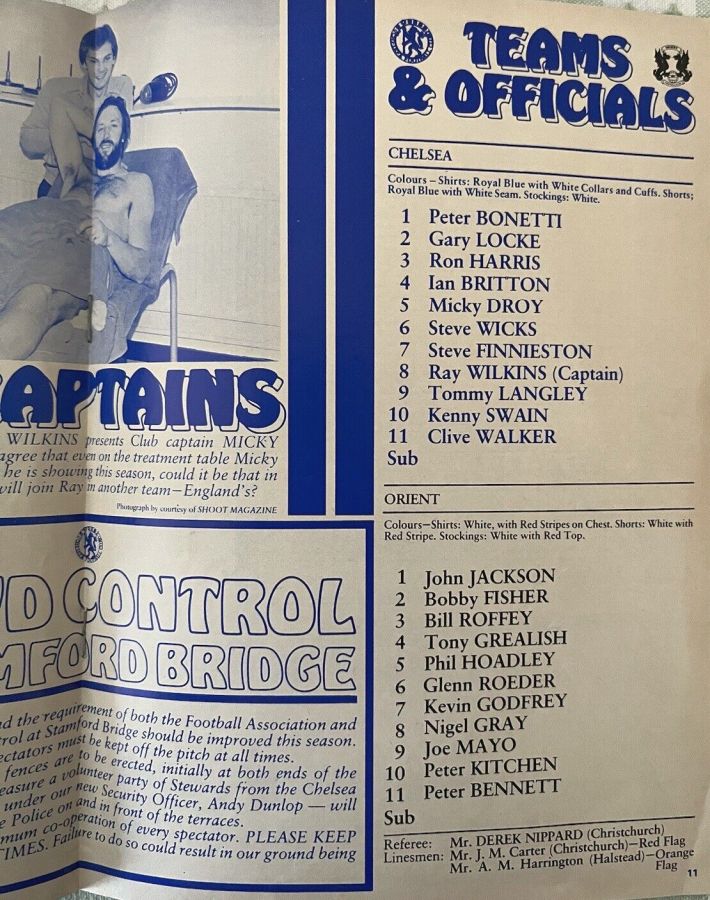 CAPTAINS
WILKINS presents Club captain MICKY
agree that even on the treatment table Micky
he is showing this season, could it be that in
will join Ray in another team—England's?
Photograph by courtesy of SHOOT MAGAZINE
CONTROL
BRIDGE
the requirement of both the Football Association and
at Stamford Bridge should be improved this season.
must be kept off the pitch at all times.
fences are to be erected, initially at both ends of the
a volunteer party of Stewards from the Chelsea
under our new Security Officer, Andy Dunlop — will
Police on and in front of the terraces.
co-operation of every spectator. PLEASE KEEP
TIMES. Failure to do so could result in our ground being
TEAMS
& OFFICIALS
CHELSEA
Colours – Shirts: Royal Blue with White Collars and Cuffs. Shorts;
Royal Blue with White Seam. Stockings: White.
1 Peter BONETTI
2 Gary LOCKE
3 Ron HARRIS
4 Ian BRITTON
5 Micky DROY
6 Steve WICKS
7 Steve FINNIESTON
8 Ray WILKINS (Captain)
9 Tommy LANGLEY
10 Kenny SWAIN
11 Clive WALKER
Sub
ORIENT
Colours—Shirts: White, with Red Stripes on Chest. Shorts: White with
Red Stripe. Stockings: White with Red Top.
1 John JACKSON
2 Bobby FISHER
3 Bill ROFFEY
4 Tony GREALISH
5 Phil HOADLEY
6 Glenn ROEDER
7 Kevin GODFREY
8 Nigel GRAY
9 Joe MAYO
10 Peter KITCHEN
11 Peter BENNETT
Sub
Referee: Mr. DEREK NIPPARD (Christchurch)
Linesmen: Mr. J. M. Carter (Christchurch)—Red Flag
Mr. A. M. Harrington (Halstead)—Orange
Flag
11